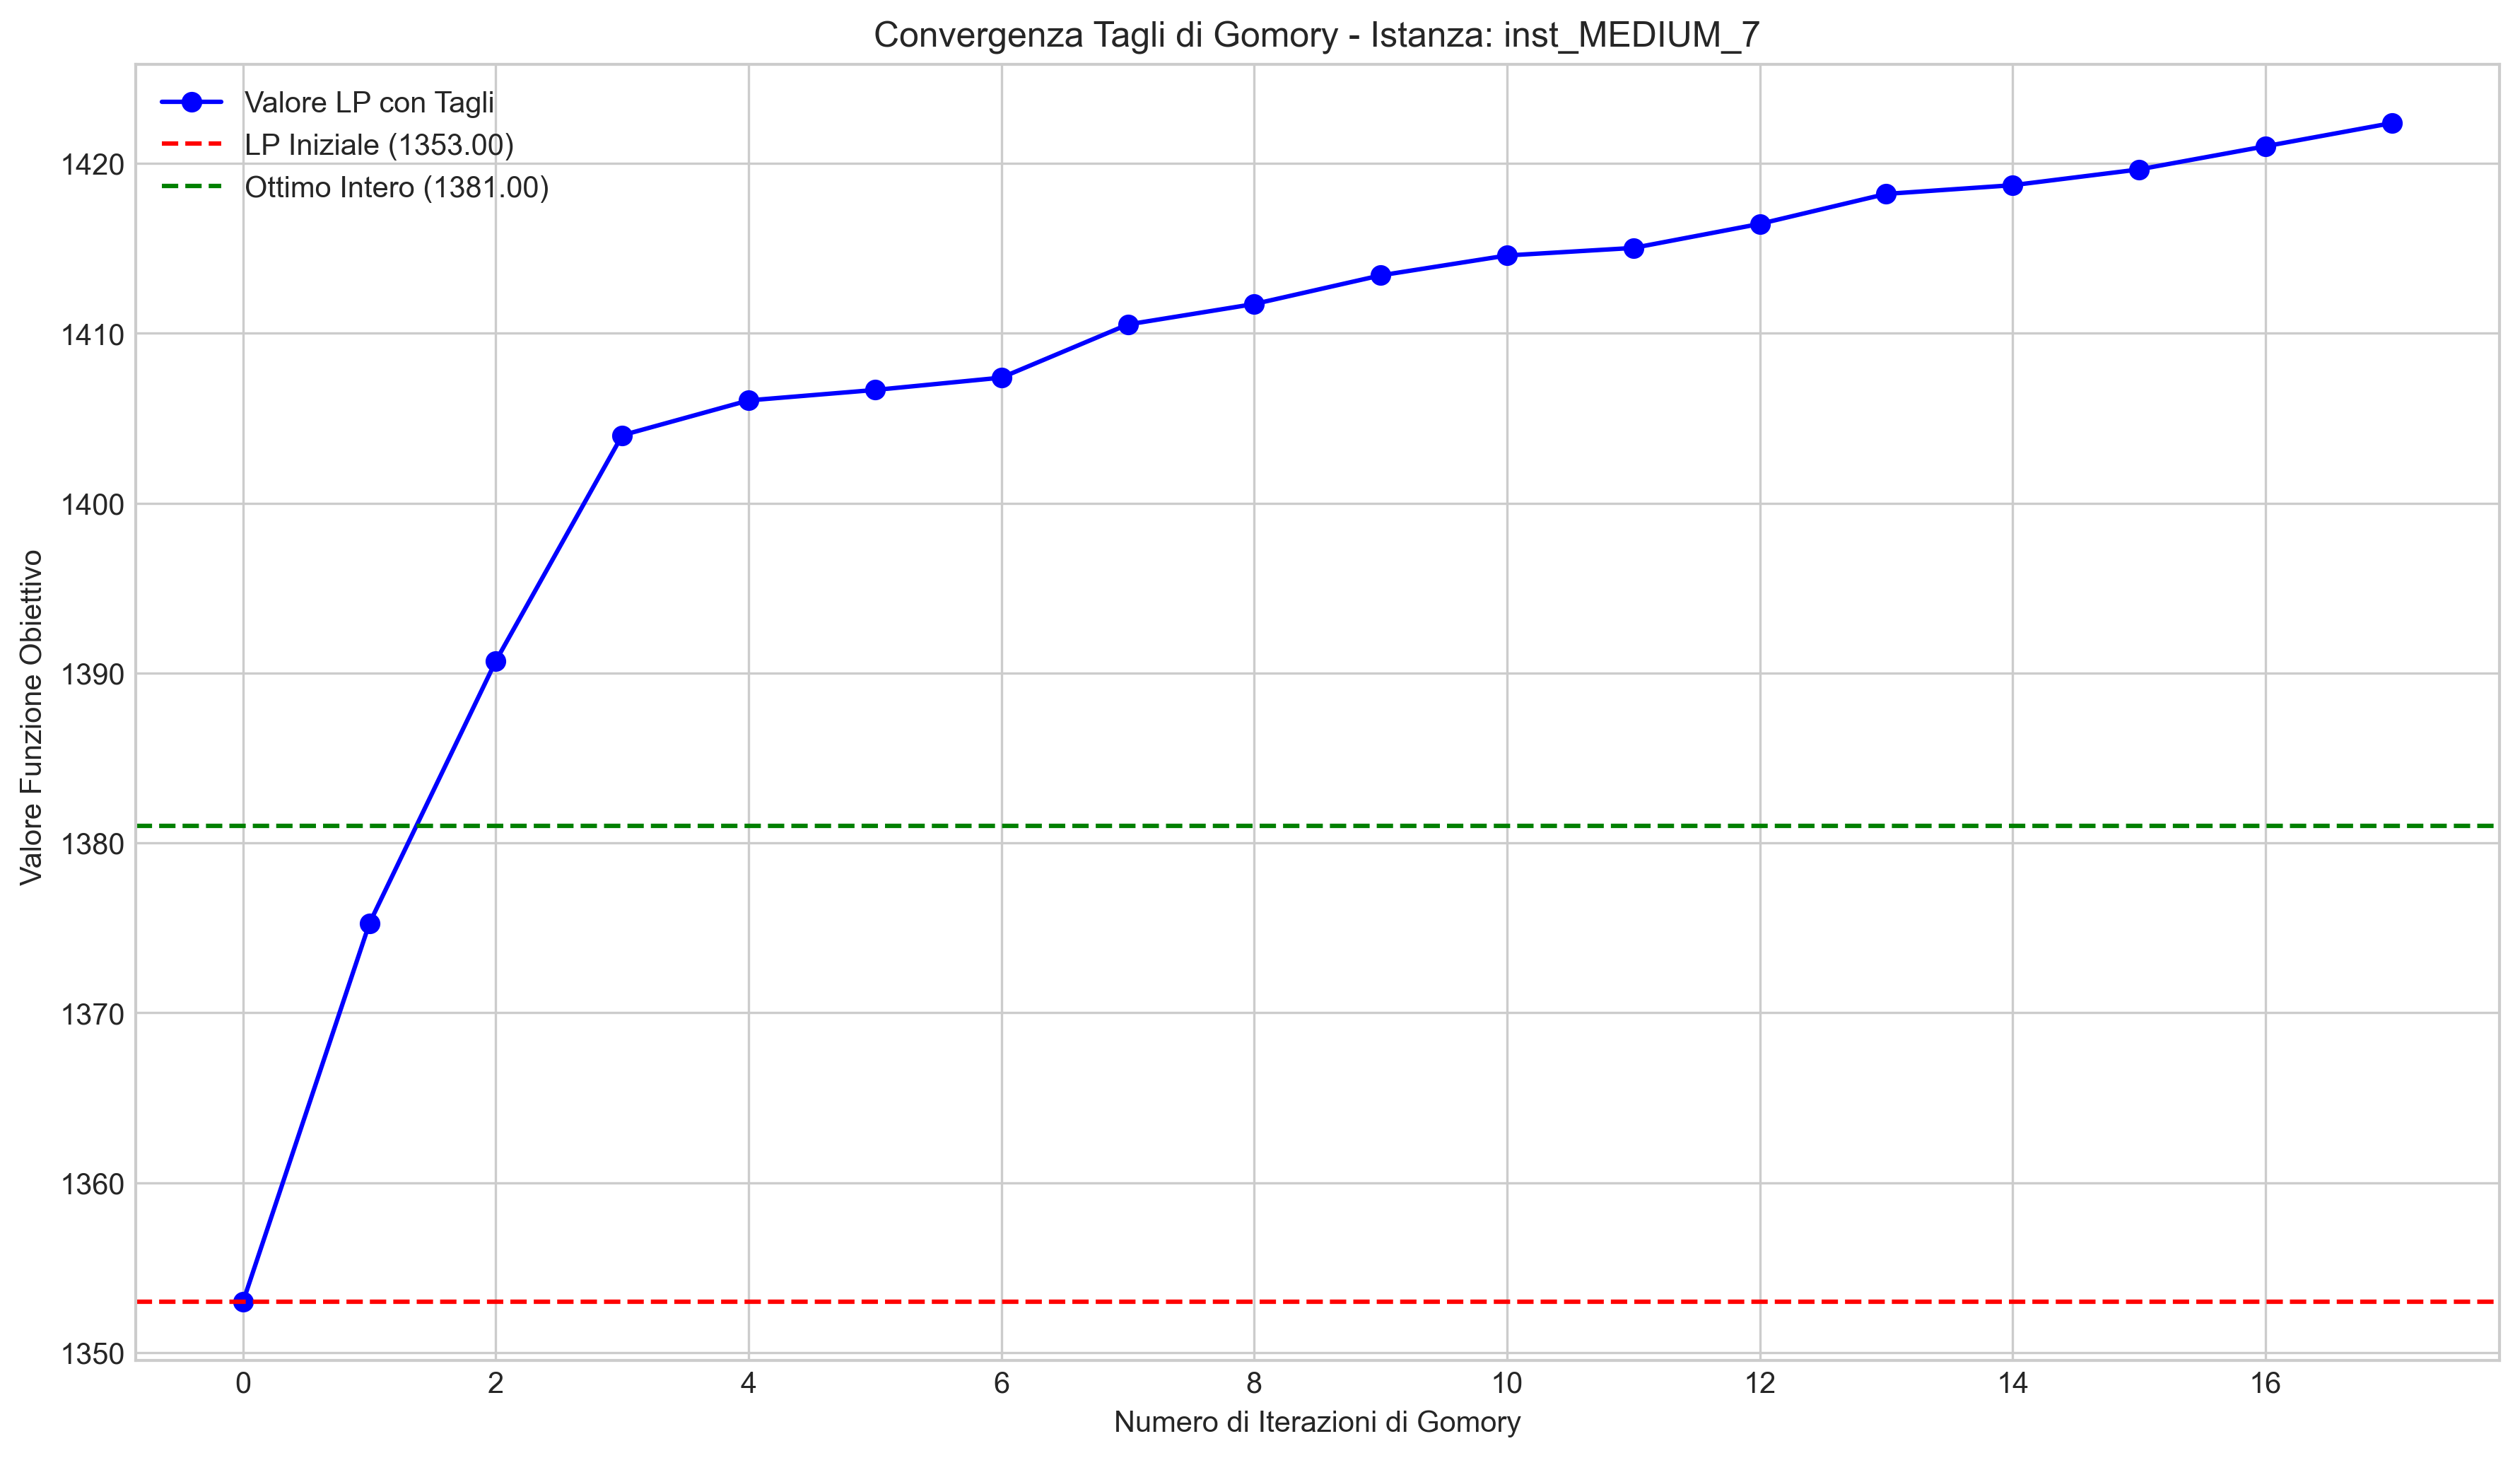 Convergenza Tagli di Gomory - Istanza: inst_MEDIUM_7
Valore LP con Tagli
LP Iniziale (1353.00)
Ottimo Intero (1381.00)
Valore Funzione Obiettivo
1420
1410
1400
1390
1380
1370
1360
1350
0 2 4 6 8 10 12 14 16
Numero di Iterazioni di Gomory